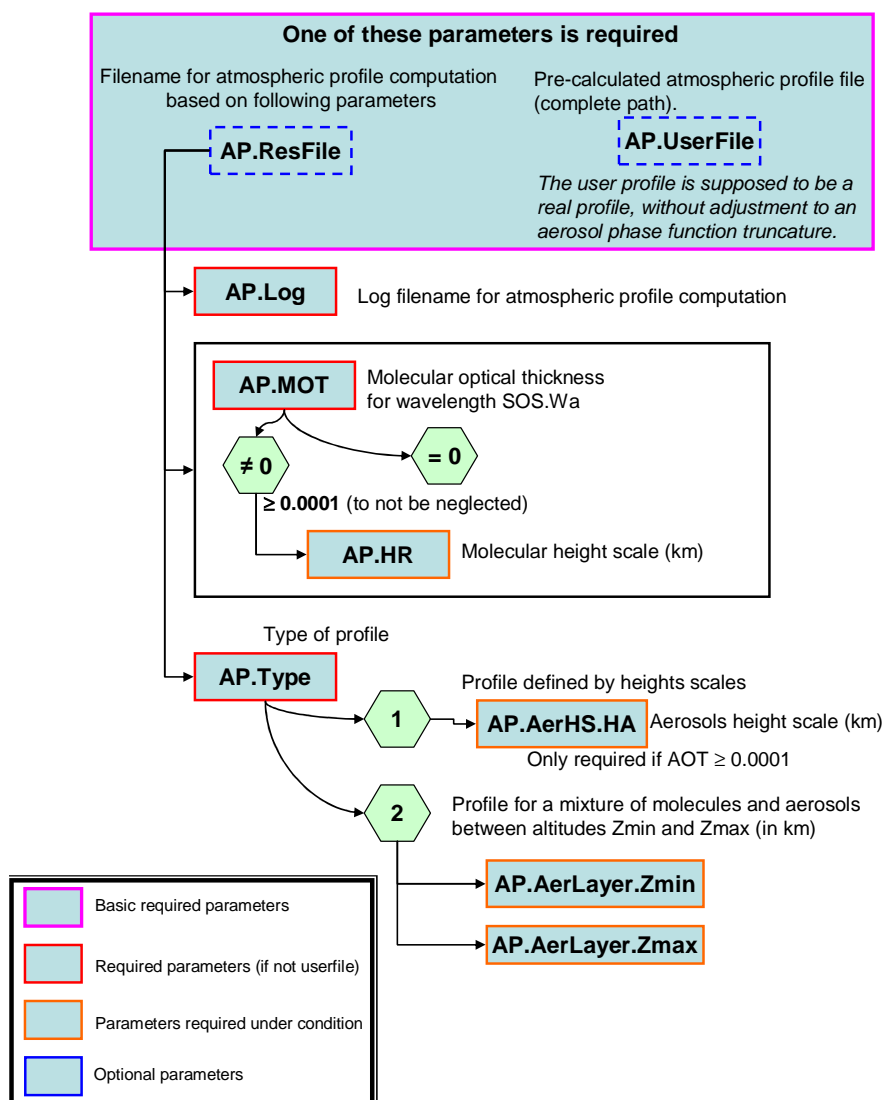 One of these parameters is required
Filename for atmospheric profile computation
based on following parameters
AP.ResFile
Pre-calculated atmospheric profile file
(complete path).
AP.UserFile
The user profile is supposed to be a
real profile, without adjustment to an
aerosol phase function truncature.
AP.Log
Log filename for atmospheric profile computation
AP.MOT
Molecular optical thickness
for wavelength SOS.Wa
≠ 0
= 0
≥ 0.0001 (to not be neglected)
AP.HR
Molecular height scale (km)
Type of profile
AP.Type
1
Profile defined by heights scales
AP.AerHS.HA
Aerosols height scale (km)
Only required if AOT ≥ 0.0001
2
Profile for a mixture of molecules and aerosols
between altitudes Zmin and Zmax (in km)
AP.AerLayer.Zmin
AP.AerLayer.Zmax
Basic required parameters
Required parameters (if not userfile)
Parameters required under condition
Optional parameters